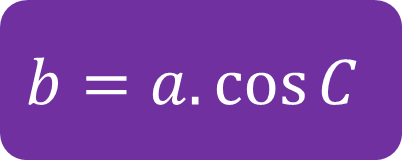 b = a. cos C